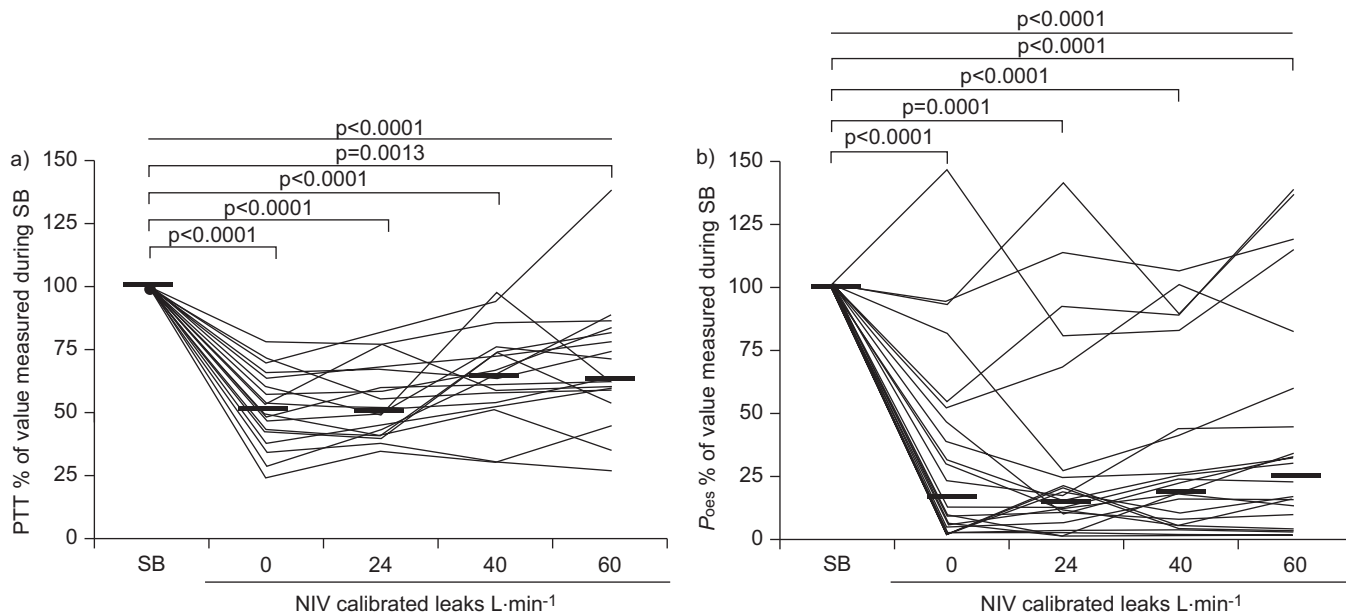 a)
p<0.0001
p=0.0013
p<0.0001
p<0.0001
p<0.0001
PTT % of value measured during SB
150
125
100
75
50
25
0
SB 0 24 40 60
NIV calibrated leaks L·min-1
b)
p<0.0001
p<0.0001
p<0.0001
p=0.0001
p<0.0001
Poes % of value measured during SB
150
125
100
75
50
25
0
SB 0 24 40 60
NIV calibrated leaks L·min-1